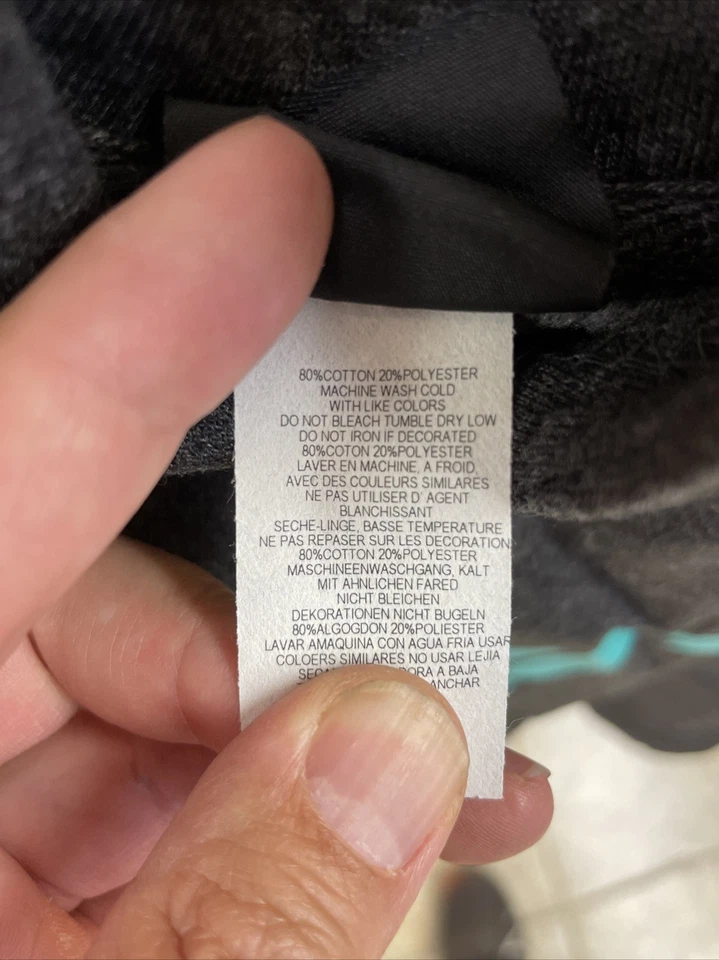 80%COTTON 20%POLYESTER
MACHINE WASH COLD
WITH LIKE COLORS
DO NOT BLEACH TUMBLE DRY LOW
DO NOT IRON IF DECORATED
80%COTON 20%POLYESTER
LAVER EN MACHINE, A FROID,
AVEC DES COULEURS SIMILARES
NE PAS UTILISER D' AGENT
BLANCHISSANT
SECHE-LINGE, BASSE TEMPERATURE
NE PAS REPASER SUR LES DECORATION
80%COTTON 20%POLYESTER
MASCHINEENWASCHGANG, KALT
MIT AHNLICHEN FARED
NICHT BLEICHEN
DEKORATIONEN NICHT BUGELN
80%ALGOGDON 20%POLIESTER
LAVAR AMAQUINA CON AGUA FRIA USAR
COLOERS SIMILARES NO USAR LEJIA
A BAJA